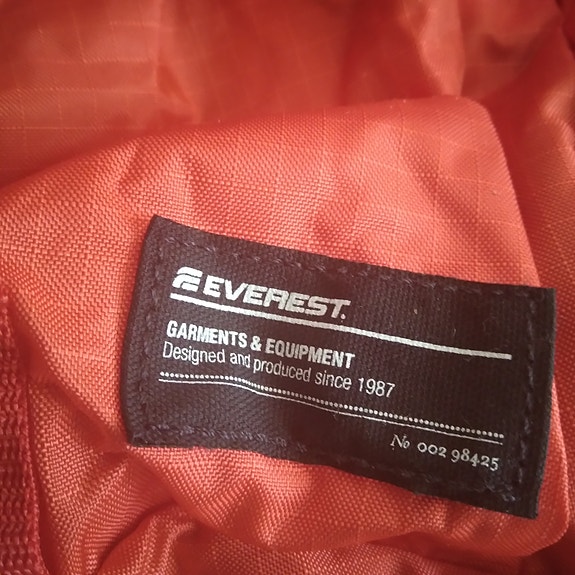 EVEREST.
GARMENTS & EQUIPMENT
Designed and produced since 1987
No 002 98425